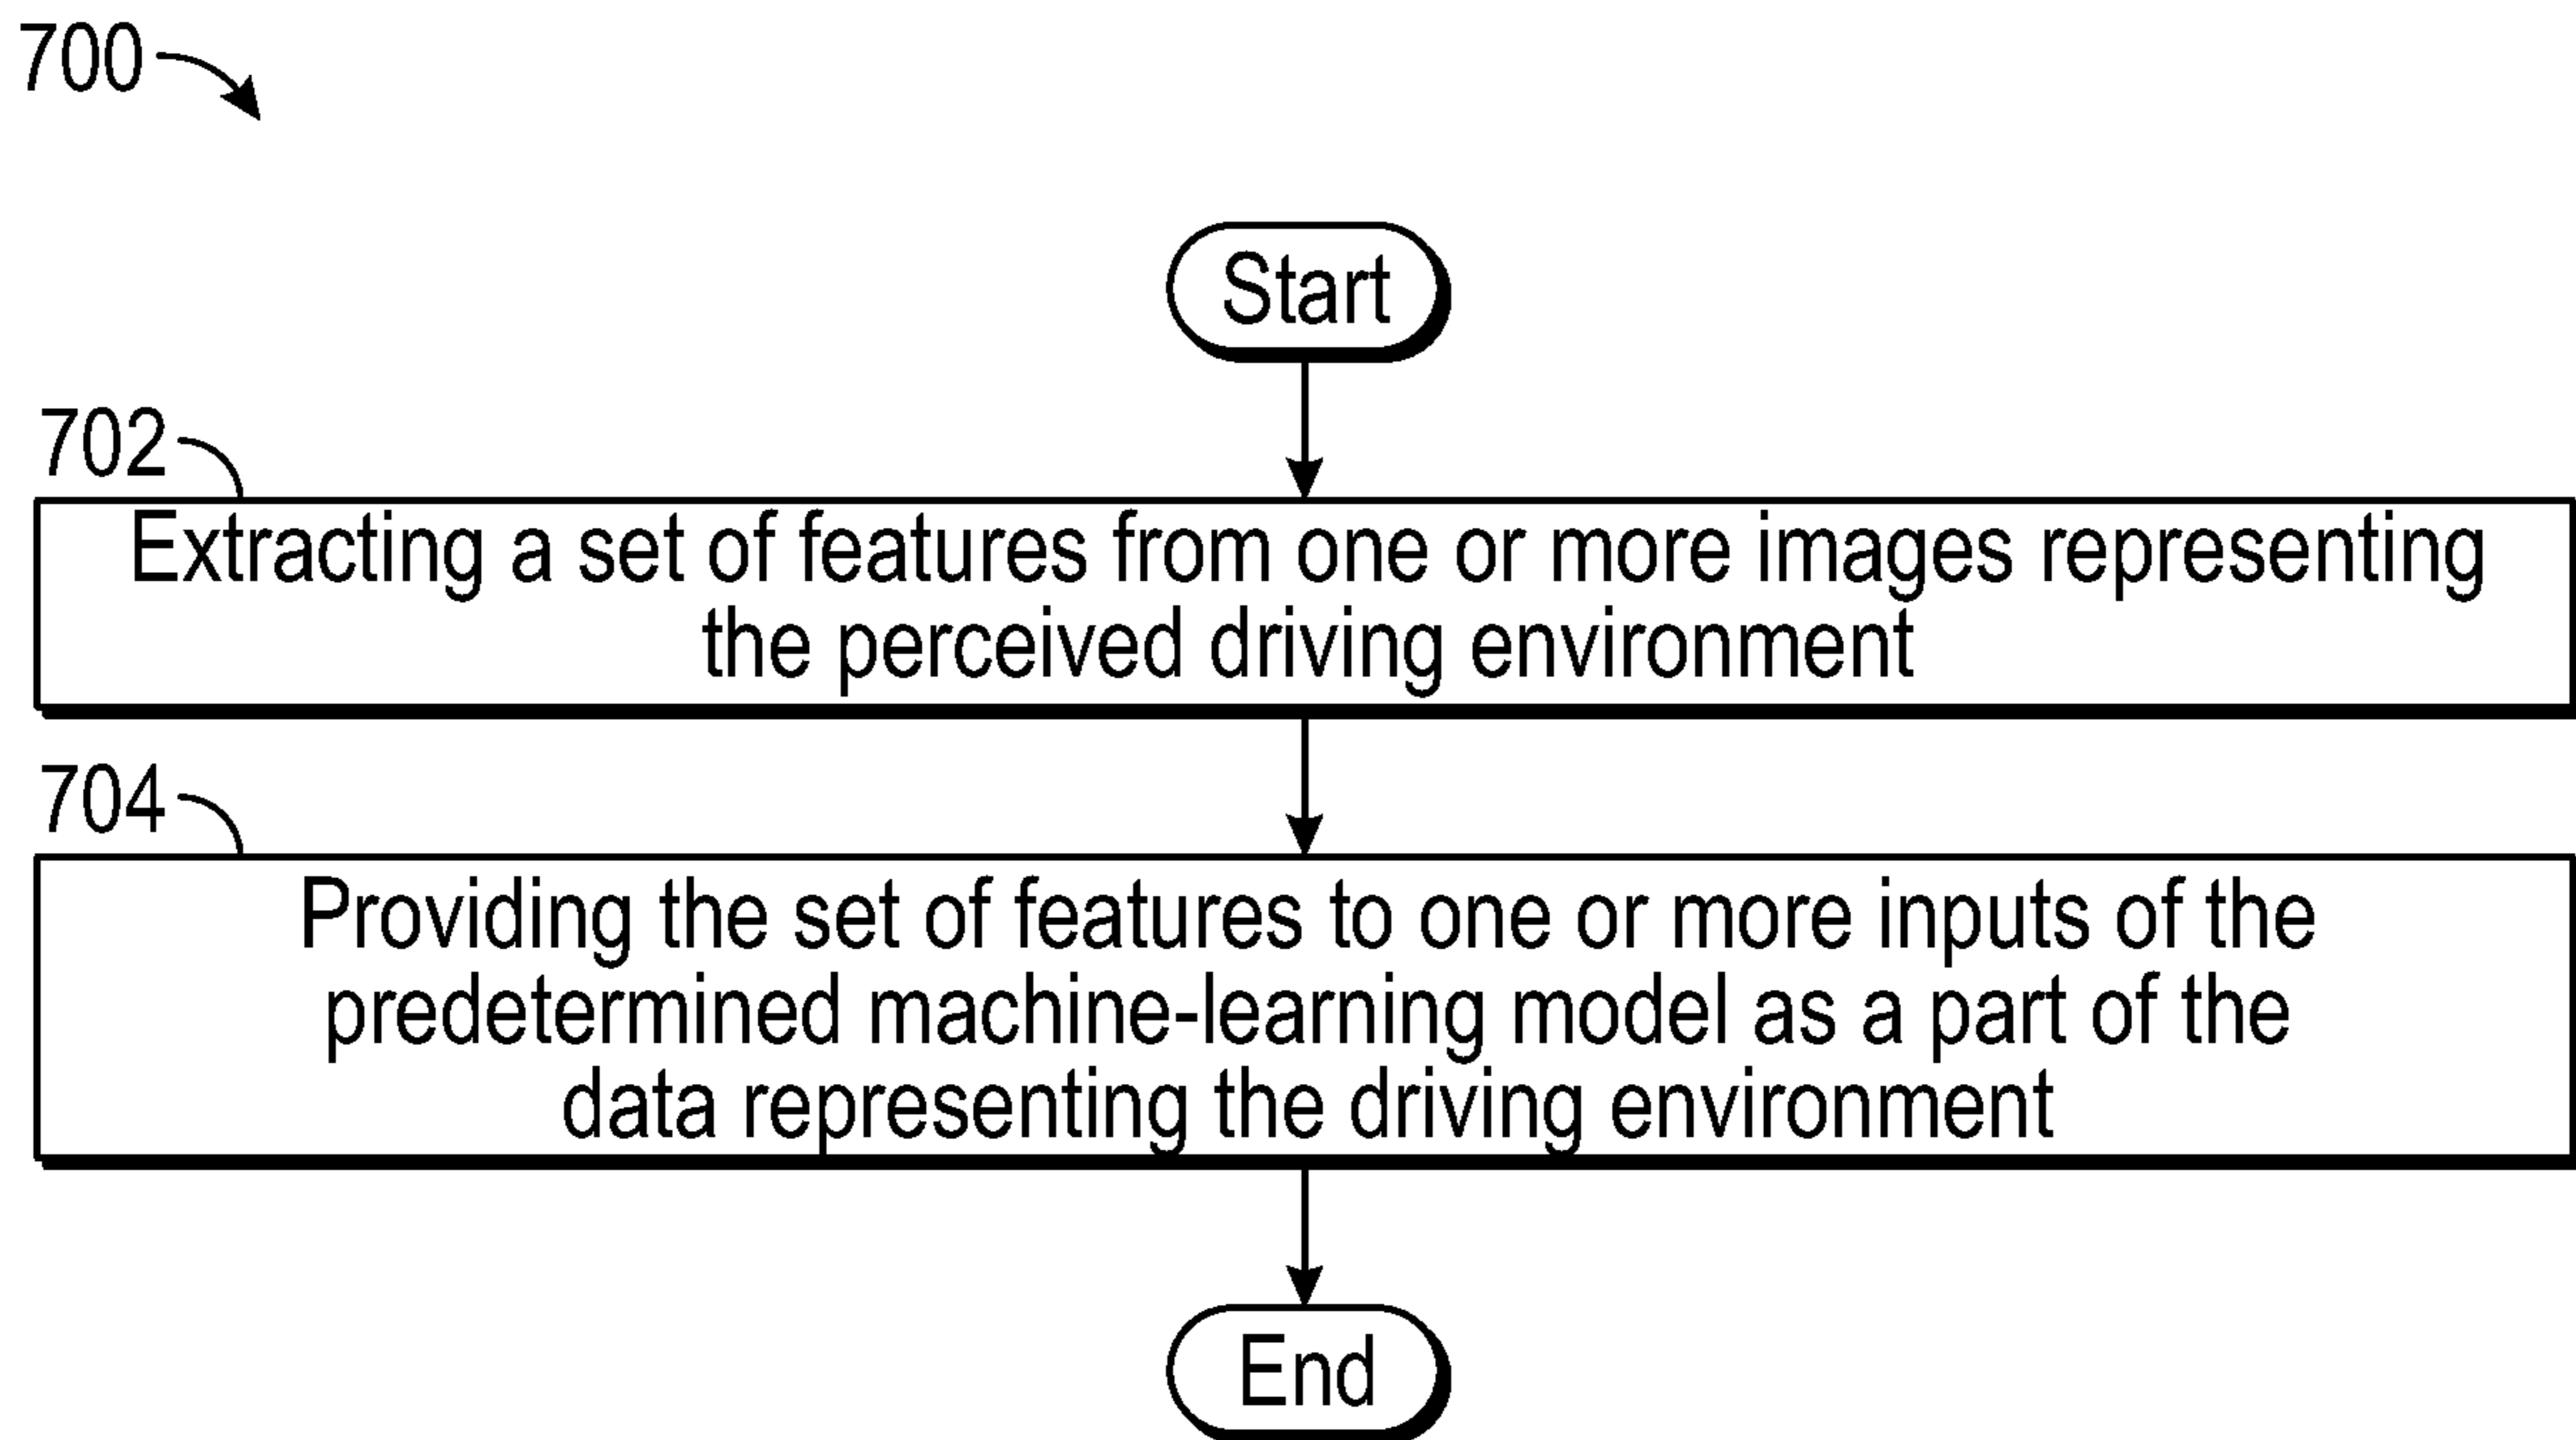 700
Start
702
Extracting a set of features from one or more images representing
the perceived driving environment
704
Providing the set of features to one or more inputs of the
predetermined machine-learning model as a part of the
data representing the driving environment
End